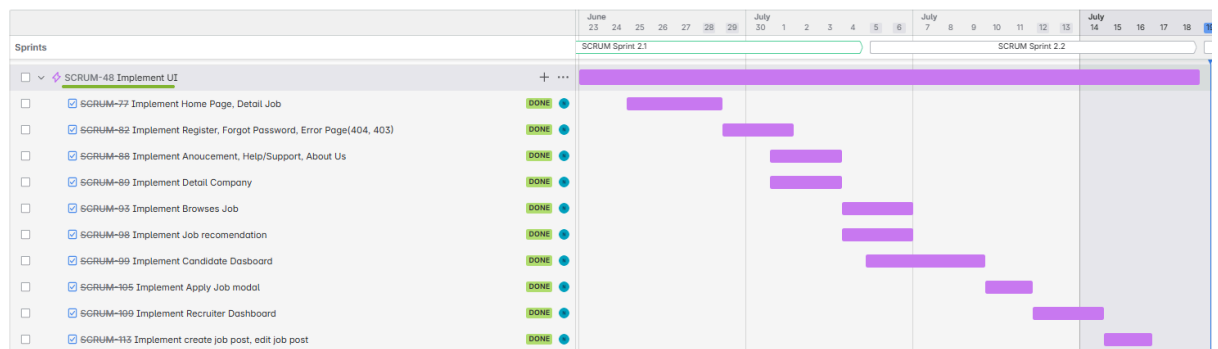 June July July July
23 24 25 26 27 28 29 30 1 2 3 4 5 6 7 8 9 10 11 12 13 14 15 16 17 18
Sprints SCRUM Sprint 2.1 SCRUM Sprint 2.2
SCRUM-48 Implement UI
SCRUM-77 Implement Home Page, Detail Job DONE
SCRUM-82 Implement Register, Forgot Password, Error Page(404, 403) DONE
SCRUM-88 Implement Anoucement, Help/Support, About Us DONE
SCRUM-89 Implement Detail Company DONE
SCRUM-93 Implement Browses Job DONE
SCRUM-98 Implement Job recomendation DONE
SCRUM-99 Implement Candidate Dasboard DONE
SCRUM-105 Implement Apply Job modal DONE
SCRUM-109 Implement Recruiter Dashboard DONE
SCRUM-113 Implement create job post, edit job post DONE